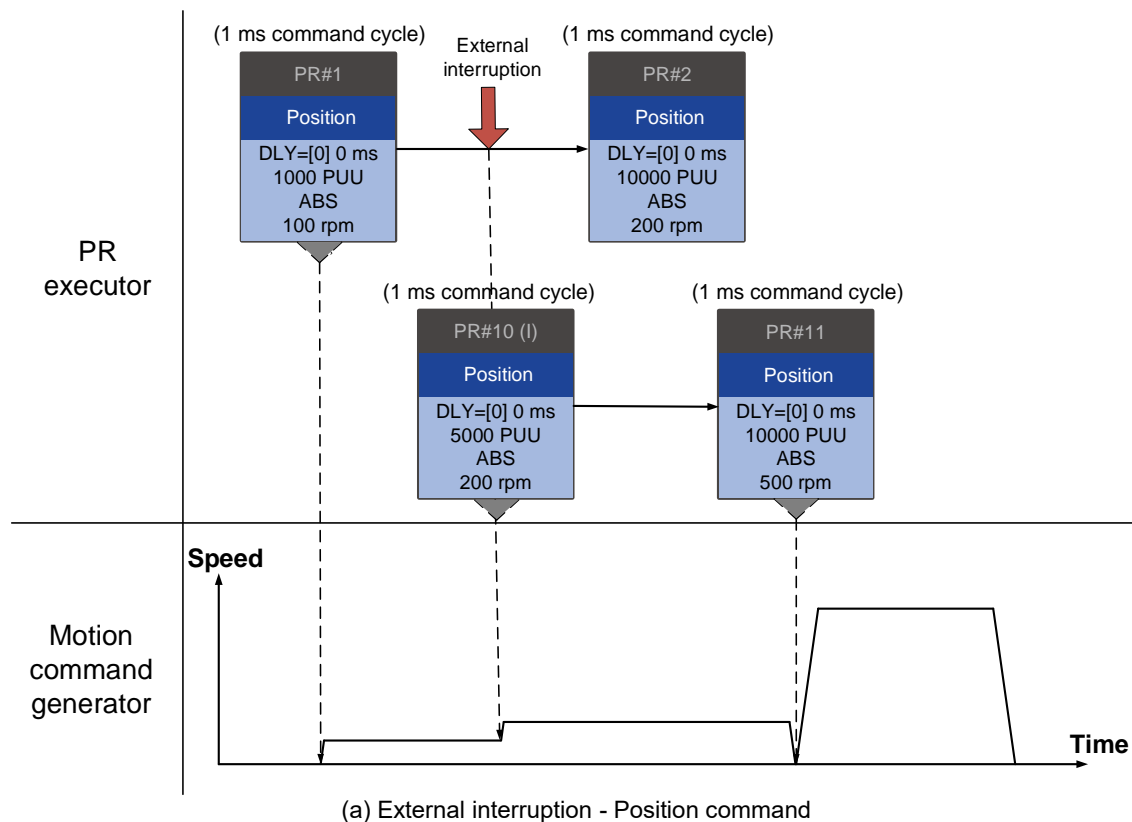 (1 ms command cycle)
PR#1
Position
DLY=[0] 0 ms
1000 PUU
ABS
100 rpm
External
interruption
(1 ms command cycle)
PR#2
Position
DLY=[0] 0 ms
10000 PUU
ABS
200 rpm
PR
executor
(1 ms command cycle)
PR#10 (I)
Position
DLY=[0] 0 ms
5000 PUU
ABS
200 rpm
(1 ms command cycle)
PR#11
Position
DLY=[0] 0 ms
10000 PUU
ABS
500 rpm
Motion
command
generator
Speed
Time
(a) External interruption - Position command